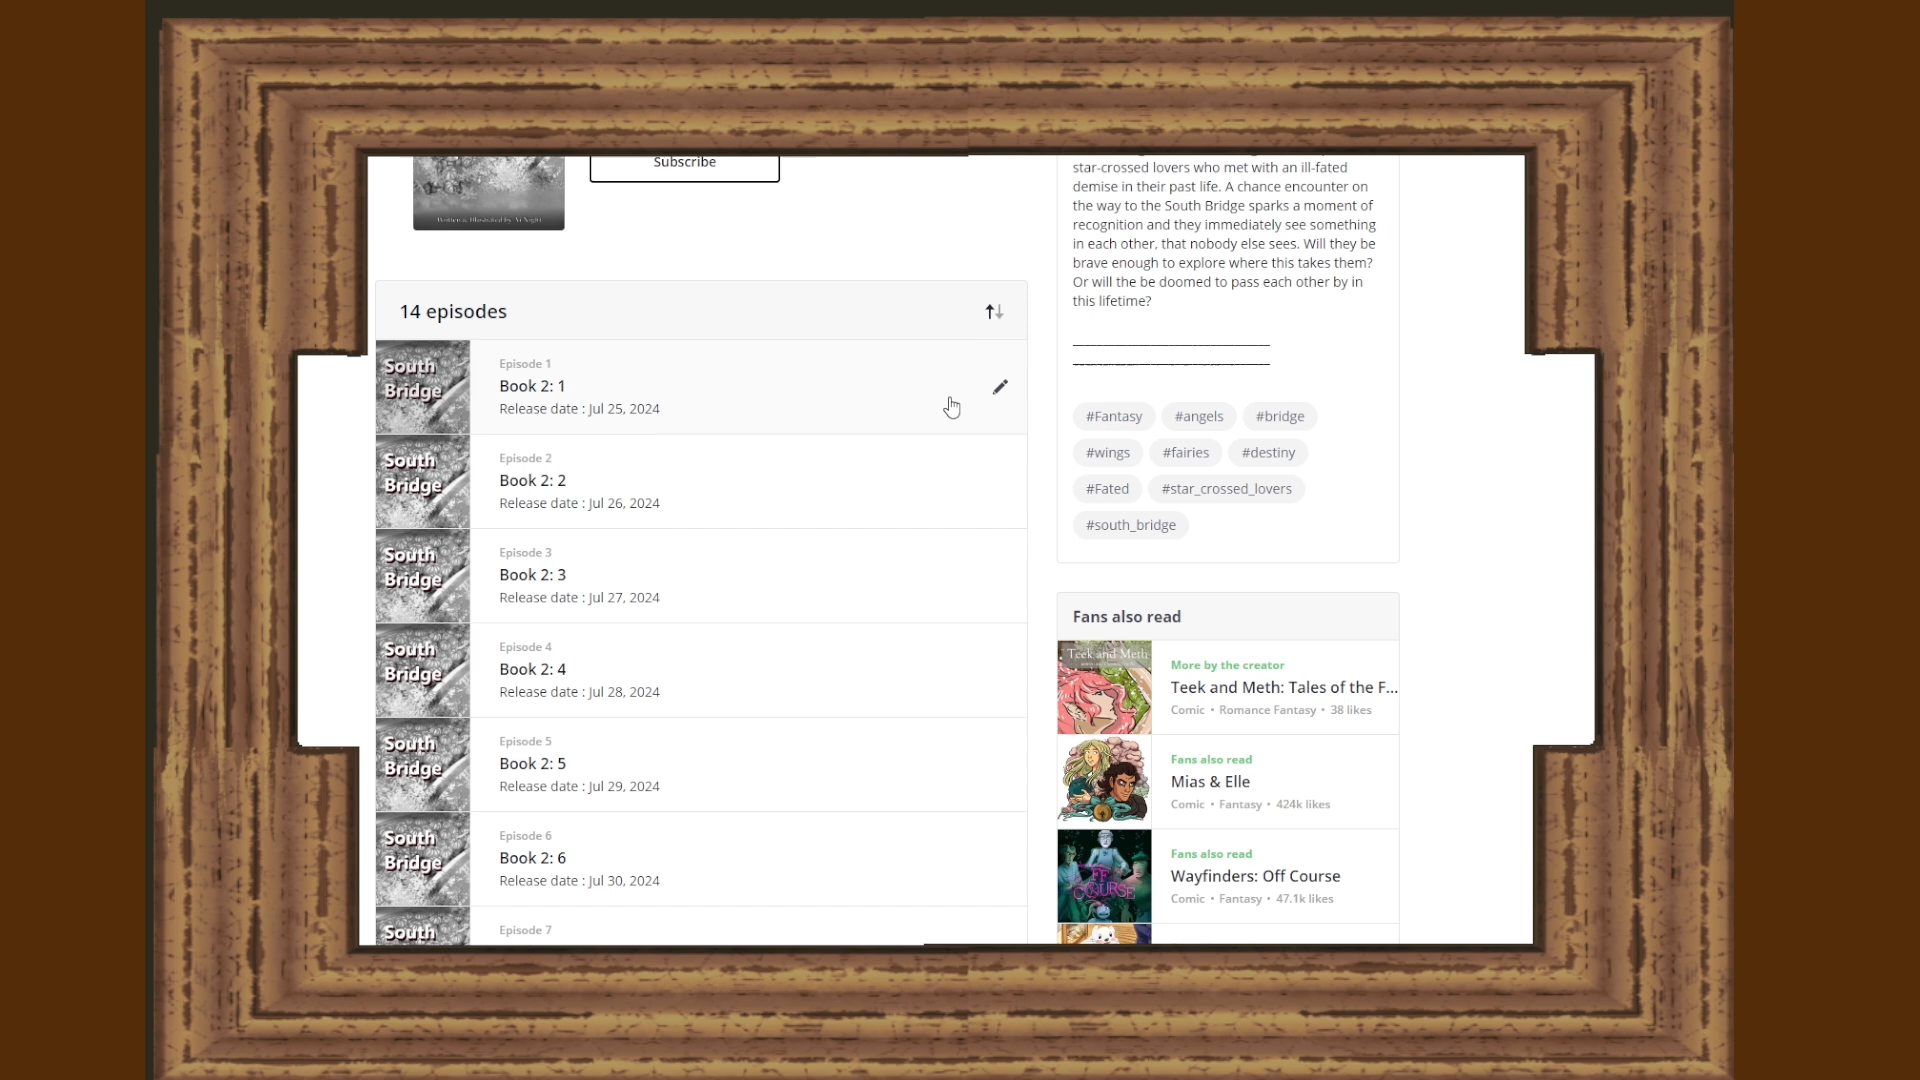 Subscribe
Written & Illustrated by
14 episodes
South
Bridge
Episode 1
Book 2: 1
Release date : Jul 25, 2024
South
Bridge
Episode 2
Book 2: 2
Release date : Jul 26, 2024
South
Bridge
Episode 3
Book 2: 3
Release date : Jul 27, 2024
South
Bridge
Episode 4
Book 2: 4
Release date : Jul 28, 2024
South
Bridge
Episode 5
Book 2: 5
Release date : Jul 29, 2024
South
Bridge
Episode 6
Book 2: 6
Release date : Jul 30, 2024
South
Episode 7
star-crossed lovers who met with an ill-fated
demise in their past life. A chance encounter on
the way to the South Bridge sparks a moment of
recognition and they immediately see something
in each other, that nobody else sees. Will they be
brave enough to explore where this takes them?
Or will the be doomed to pass each other by in
this lifetime?
#Fantasy #angels #bridge
#wings #fairies #destiny
#Fated #star_crossed_lovers
#south_bridge
Fans also read
Teek and Meth
More by the creator
Teek and Meth: Tales of the F...
Comic • Romance Fantasy • 38 likes
Fans also read
Mias & Elle
Comic • Fantasy • 424k likes
COURSE
Fans also read
Wayfinders: Off Course
Comic • Fantasy • 47.1k likes